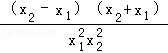 (x₂ − x₁) (x₂+x₁)
x₁²x₂²